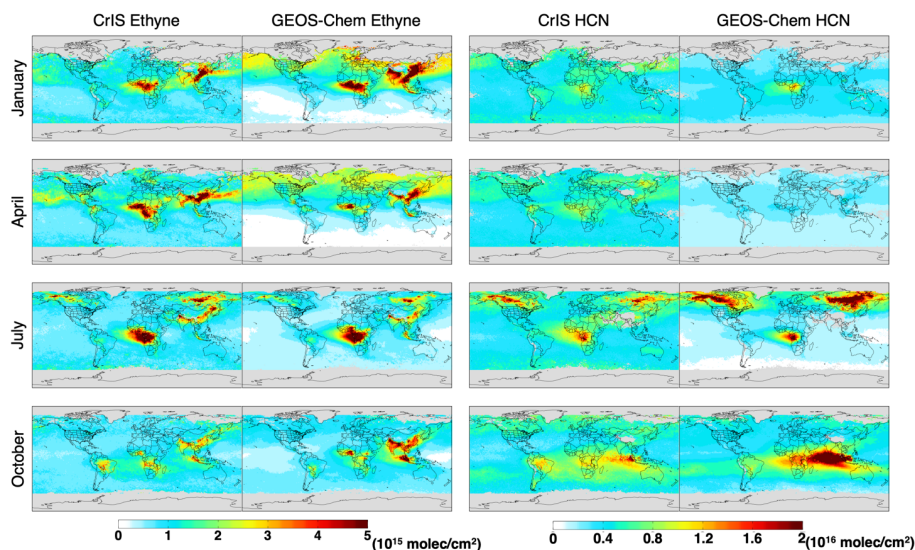 CrIS Ethyne GEOS-Chem Ethyne CrIS HCN GEOS-Chem HCN
January
April
July
October
0 1 2 3 4 5 (10¹⁵ molec/cm²) 0 0.4 0.8 1.2 1.6 2 (10¹⁶ molec/cm²)